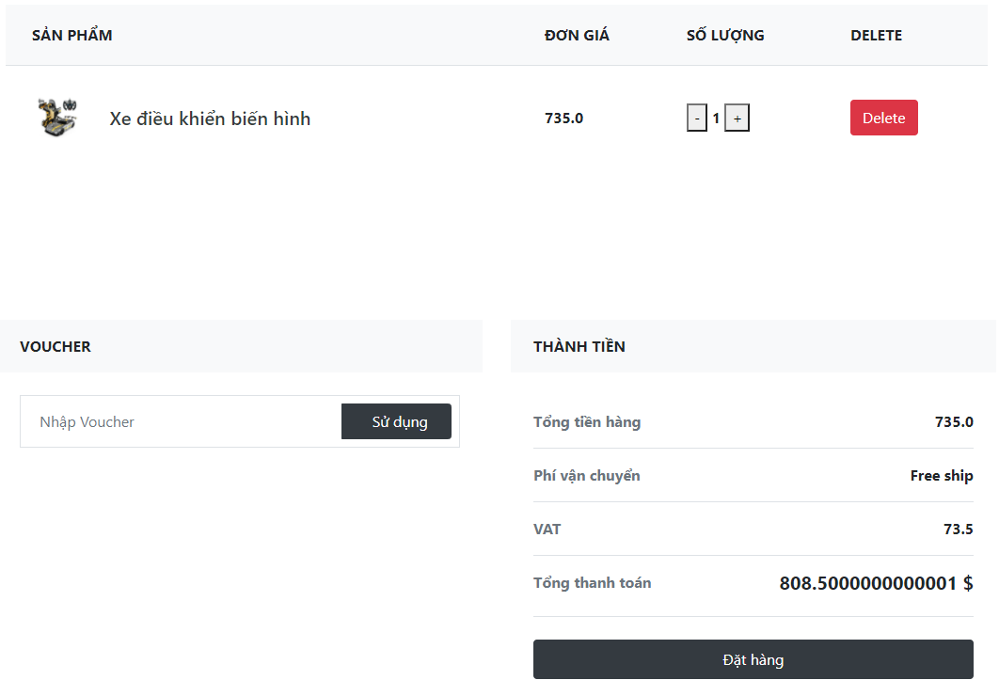 SẢN PHẨM ĐƠN GIÁ SỐ LƯỢNG DELETE
Xe điều khiển biến hình 735.0 - 1 + Delete
VOUCHER
Nhập Voucher Sử dụng
THÀNH TIỀN
Tổng tiền hàng 735.0
Phí vận chuyển Free ship
VAT 73.5
Tổng thanh toán 808.5000000000001 $
Đặt hàng